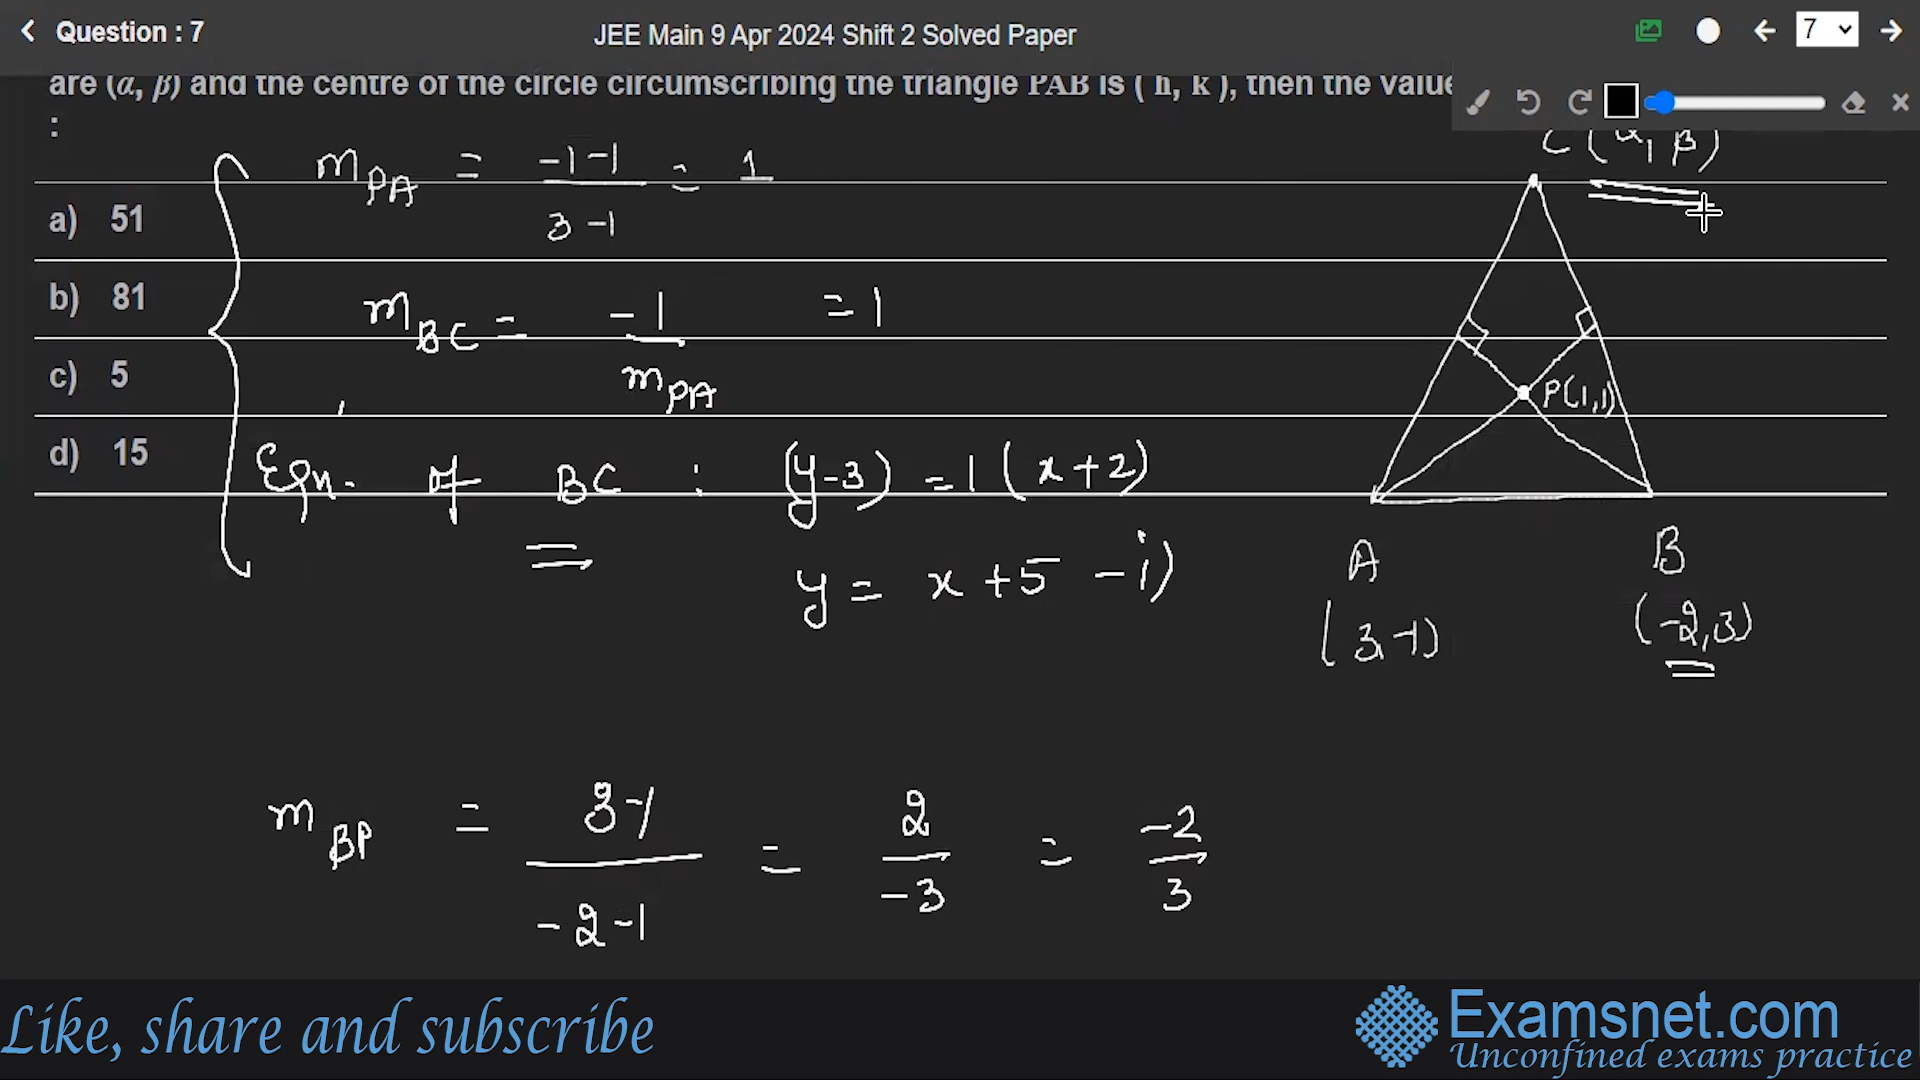 Question : 7
JEE Main 9 Apr 2024 Shift 2 Solved Paper
7
are (α, β) and the centre of the circle circumscribing the triangle PAB is ( h, k ), then the value
:
a) 51
b) 81
c) 5
d) 15
m_PA = -1-1 / 3-1 = 1
m_BC = -1 / m_PA = 1
Eqn. of BC : (y-3) = 1(x+2)
y = x+5 -i)
m_BP = 3-1 / -2-1 = 2 / -3 = -2 / 3
C (α, β)
P(1,1)
A
(3,-1)
B
(-2,3)
Like, share and subscribe
Examsnet.com
Unconfined exams practice